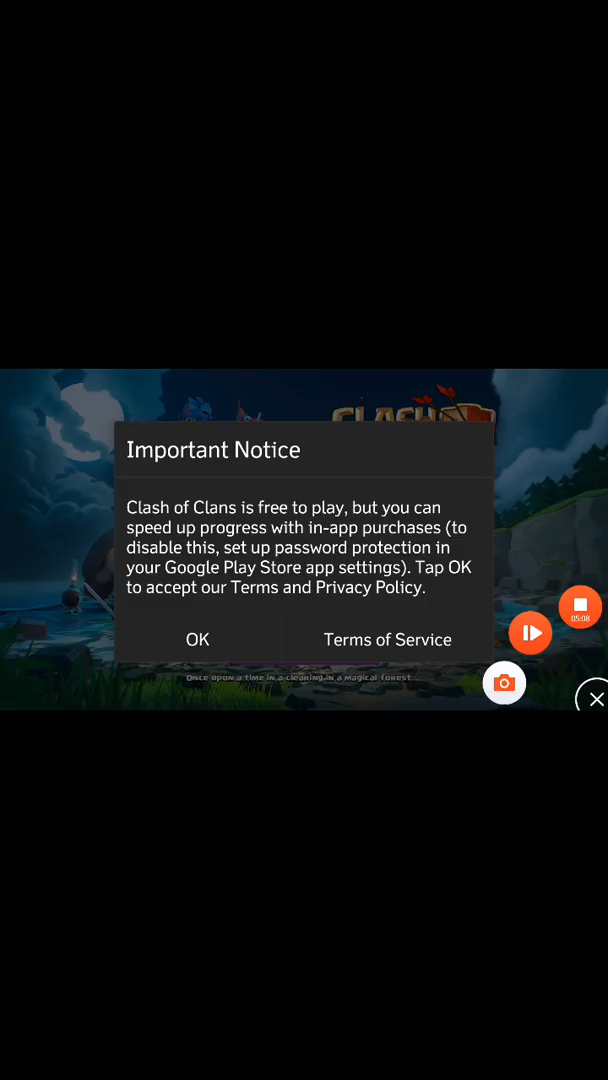 CLASH
Important Notice
Clash of Clans is free to play, but you can
speed up progress with in-app purchases (to
disable this, set up password protection in
your Google Play Store app settings). Tap OK
to accept our Terms and Privacy Policy.
OK
Terms of Service
05:08
Once upon a time in a clearing in a magical forest...